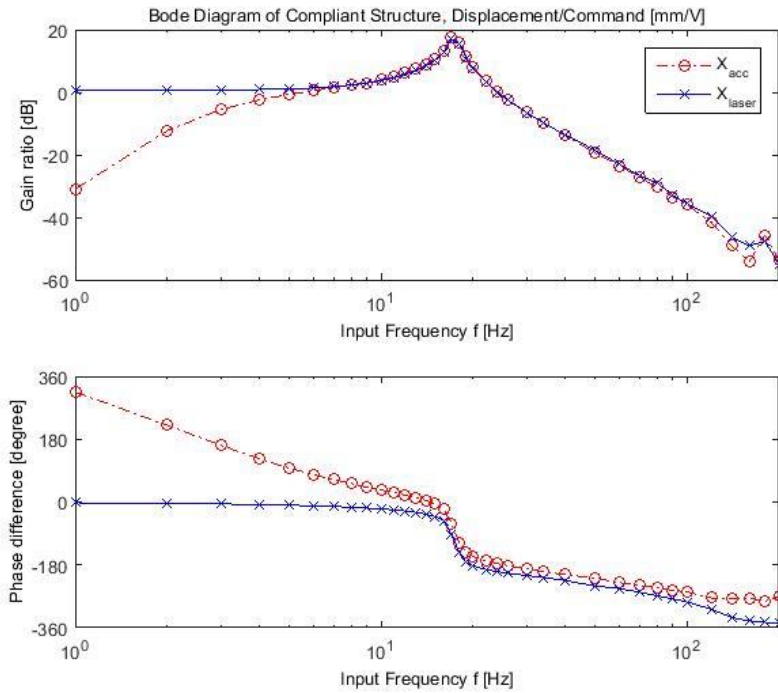 Bode Diagram of Compliant Structure, Displacement/Command [mm/V]
20
0
-20
-40
-60
Gain ratio [dB]
X_acc
X_laser
10^0
10^1
10^2
Input Frequency f [Hz]
360
180
0
-180
-360
Phase difference [degree]
10^0
10^1
10^2
Input Frequency f [Hz]